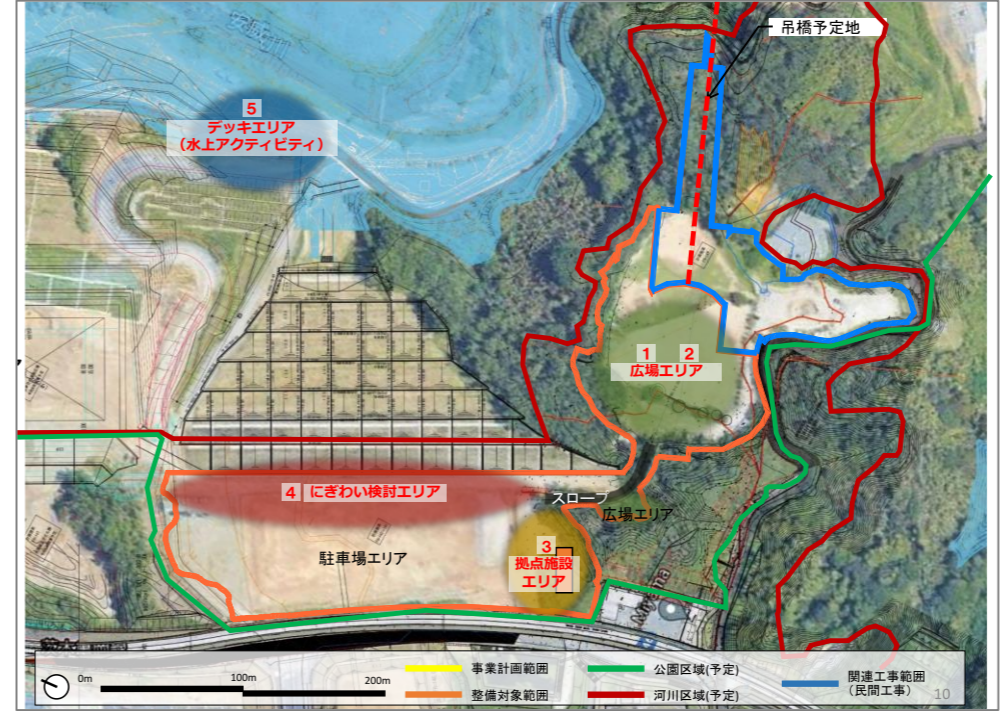 吊橋予定地
5
デッキエリア
（水上アクティビティ）
1 2
広場エリア
4 にぎわい検討エリア
スロープ
広場エリア
3
拠点施設
エリア
駐車場エリア
0m 100m 200m
事業計画範囲
整備対象範囲
公園区域(予定)
河川区域(予定)
関連工事範囲
（民間工事）
10